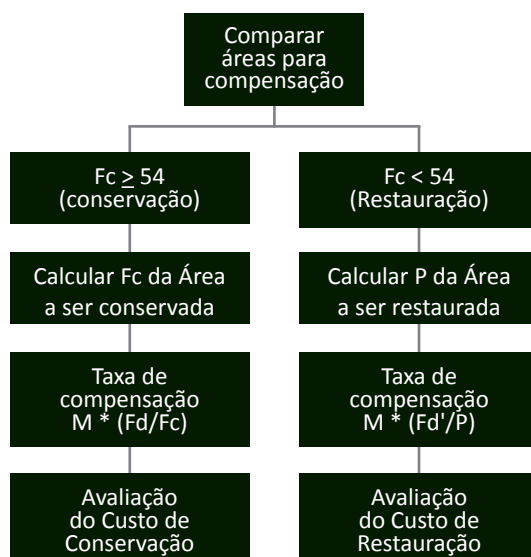 Comparar
áreas para
compensação
Fc ≥ 54
(conservação)
Calcular Fc da Área
a ser conservada
Taxa de
compensação
M * (Fd/Fc)
Avaliação
do Custo de
Conservação
Fc < 54
(Restauração)
Calcular P da Área
a ser restaurada
Taxa de
compensação
M * (Fd'/P)
Avaliação
do Custo de
Restauração